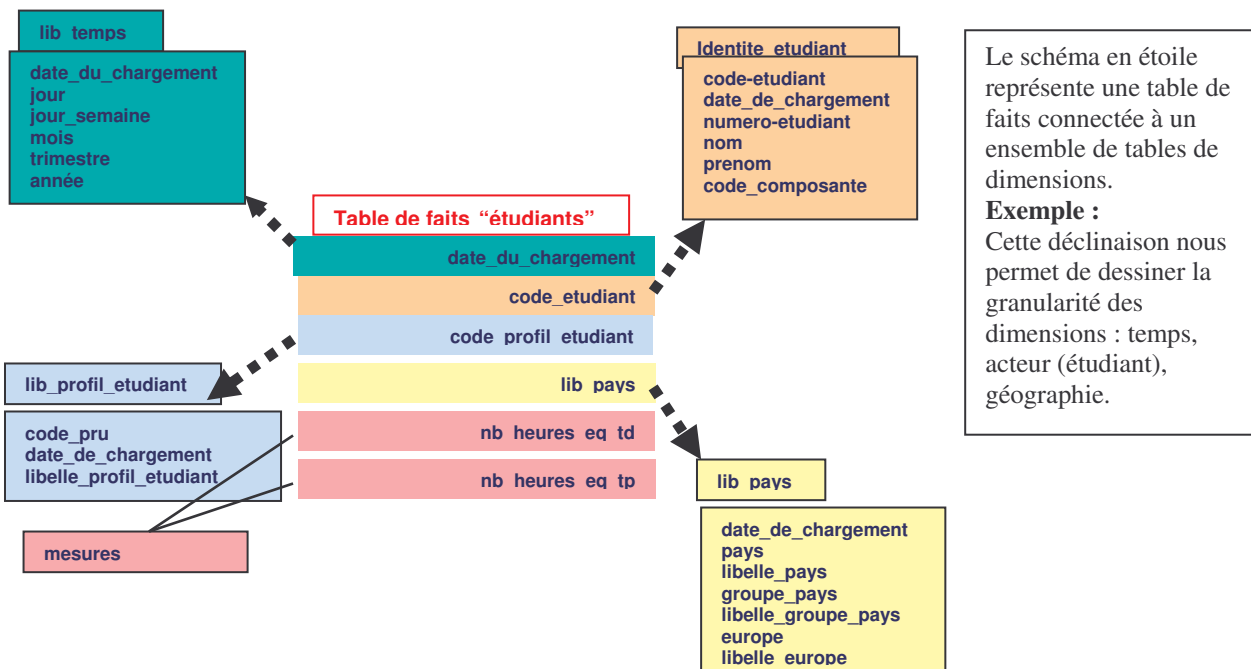 lib_temps
date_du_chargement
jour
jour_semaine
mois
trimestre
année
Identite_etudiant
code-etudiant
date_de_chargement
numero-etudiant
nom
prenom
code_composante
Le schéma en étoile
représente une table de
faits connectée à un
ensemble de tables de
dimensions.
Exemple :
Cette déclinaison nous
permet de dessiner la
granularité des
dimensions : temps,
acteur (étudiant),
géographie.
Table de faits “étudiants”
date_du_chargement
code_etudiant
code_profil_etudiant
lib_pays
nb_heures_eq_td
nb_heures_eq_tp
lib_profil_etudiant
code_pru
date_de_chargement
libelle_profil_etudiant
mesures
lib_pays
date_de_chargement
pays
libelle_pays
groupe_pays
libelle_groupe_pays
europe
libelle_europe